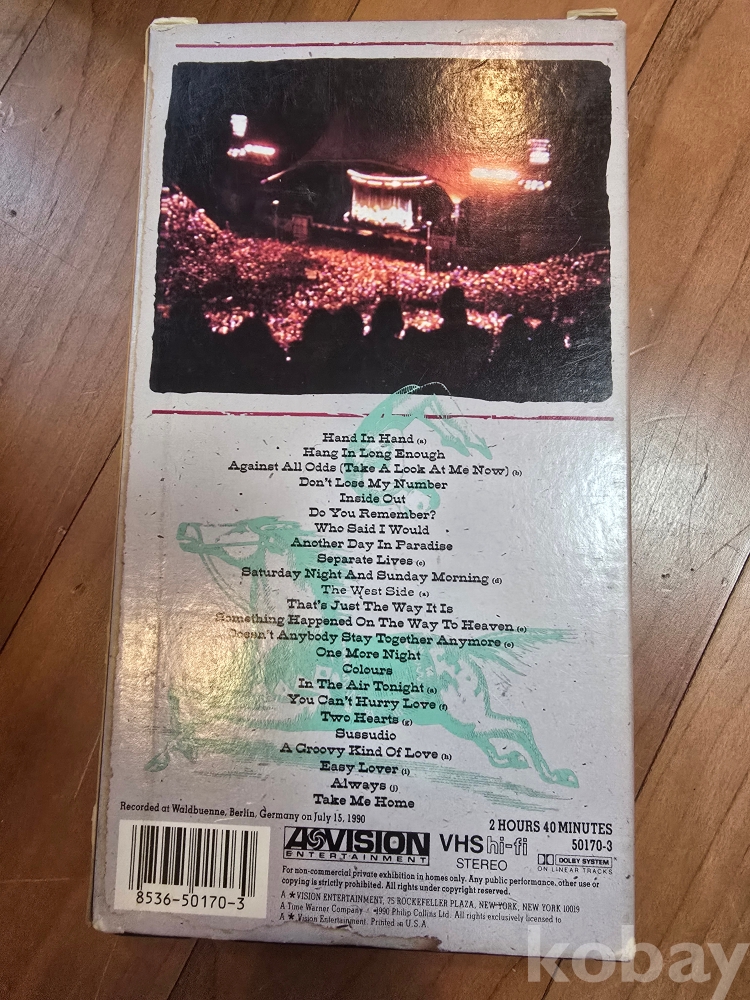 Hand In Hand (a)
Hang In Long Enough
Against All Odds (Take A Look At Me Now) (b)
Don't Lose My Number
Inside Out
Do You Remember?
Who Said I Would
Another Day In Paradise
Separate Lives (c)
Saturday Night And Sunday Morning (d)
The West Side (a)
That's Just The Way It Is
Something Happened On The Way To Heaven (e)
Doesn't Anybody Stay Together Anymore (e)
One More Night
Colours
In The Air Tonight (a)
You Can't Hurry Love (f)
Two Hearts (g)
Sussudio
A Groovy Kind Of Love (h)
Easy Lover (i)
Always (j)
Take Me Home
Recorded at Waldbuenne, Berlin, Germany on July 15, 1990
2 HOURS 40 MINUTES
50170-3
A★VISION
ENTERTAINMENT
VHS hi-fi
STEREO
DOLBY SYSTEM
ON LINEAR TRACKS
8536-50170-3
For non-commercial private exhibition in homes only. Any public performance, other use or
copying is strictly prohibited. All rights under copyright reserved.
A ★ VISION ENTERTAINMENT, 75 ROCKEFELLER PLAZA, NEW YORK, NEW YORK 10019
A Time Warner Company 1990 Philip Collins Ltd. All rights exclusively licensed to
A ★ Vision Entertainment. Printed in U.S.A.
kobay